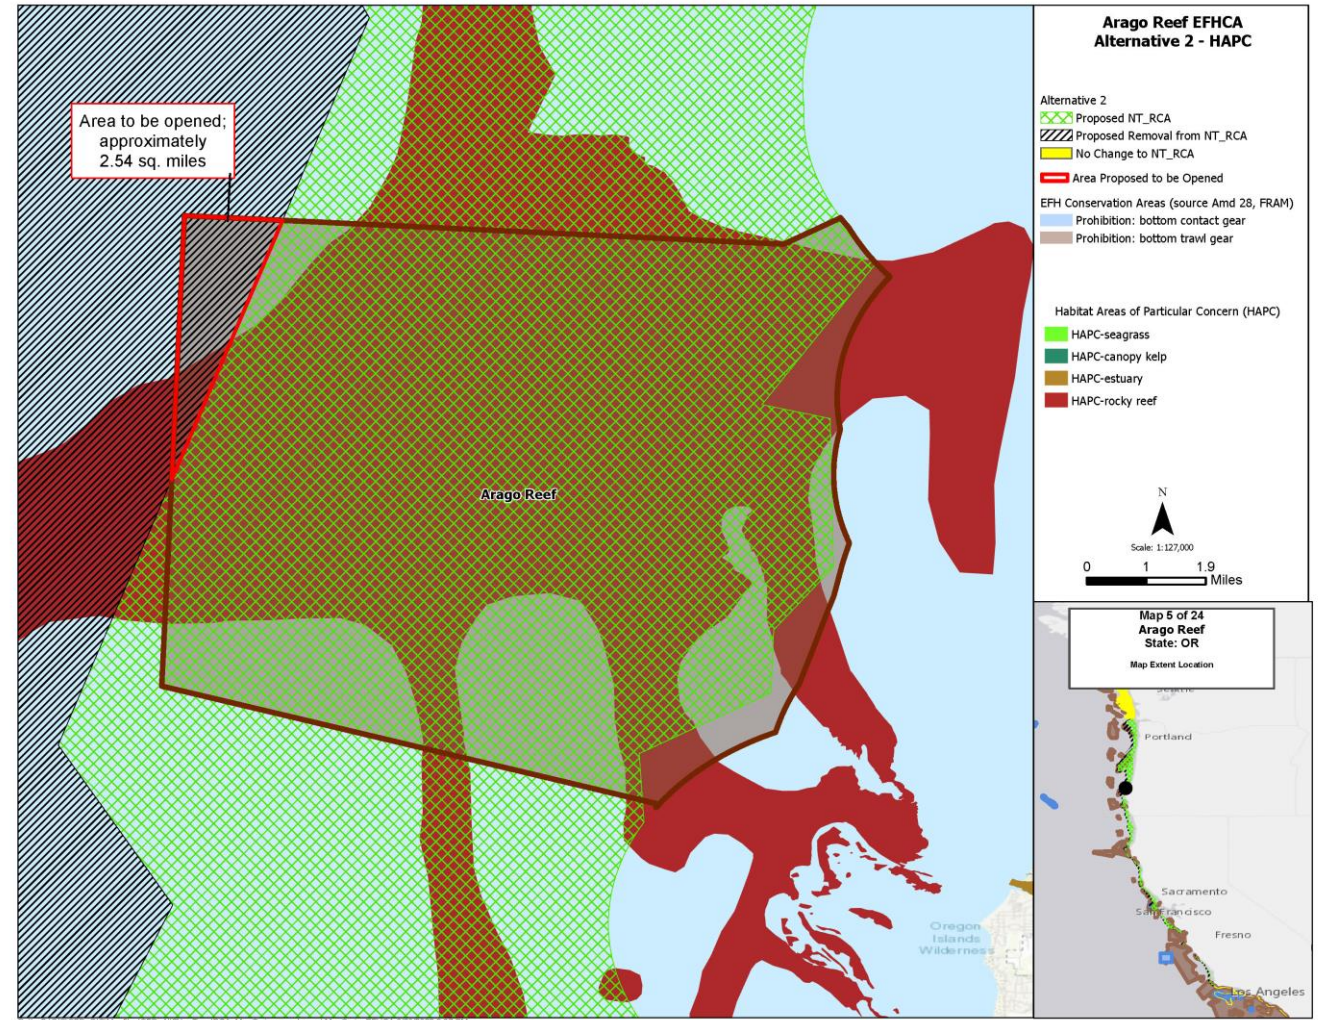 Area to be opened;
approximately
2.54 sq. miles
Arago Reef
Oregon
Islands
Wilderness
Arago Reef EFHCA
Alternative 2 - HAPC
Alternative 2
Proposed NT_RCA
Proposed Removal from NT_RCA
No Change to NT_RCA
Area Proposed to be Opened
EFH Conservation Areas (source Amd 28, FRAM)
Prohibition: bottom contact gear
Prohibition: bottom trawl gear
Habitat Areas of Particular Concern (HAPC)
HAPC-seagrass
HAPC-canopy kelp
HAPC-estuary
HAPC-rocky reef
N
Scale: 1:127,000
0 1 1.9
Miles
Map 5 of 24
Arago Reef
State: OR
Map Extent Location
Portland
Sacramento
San Francisco
Fresno
Los Angeles